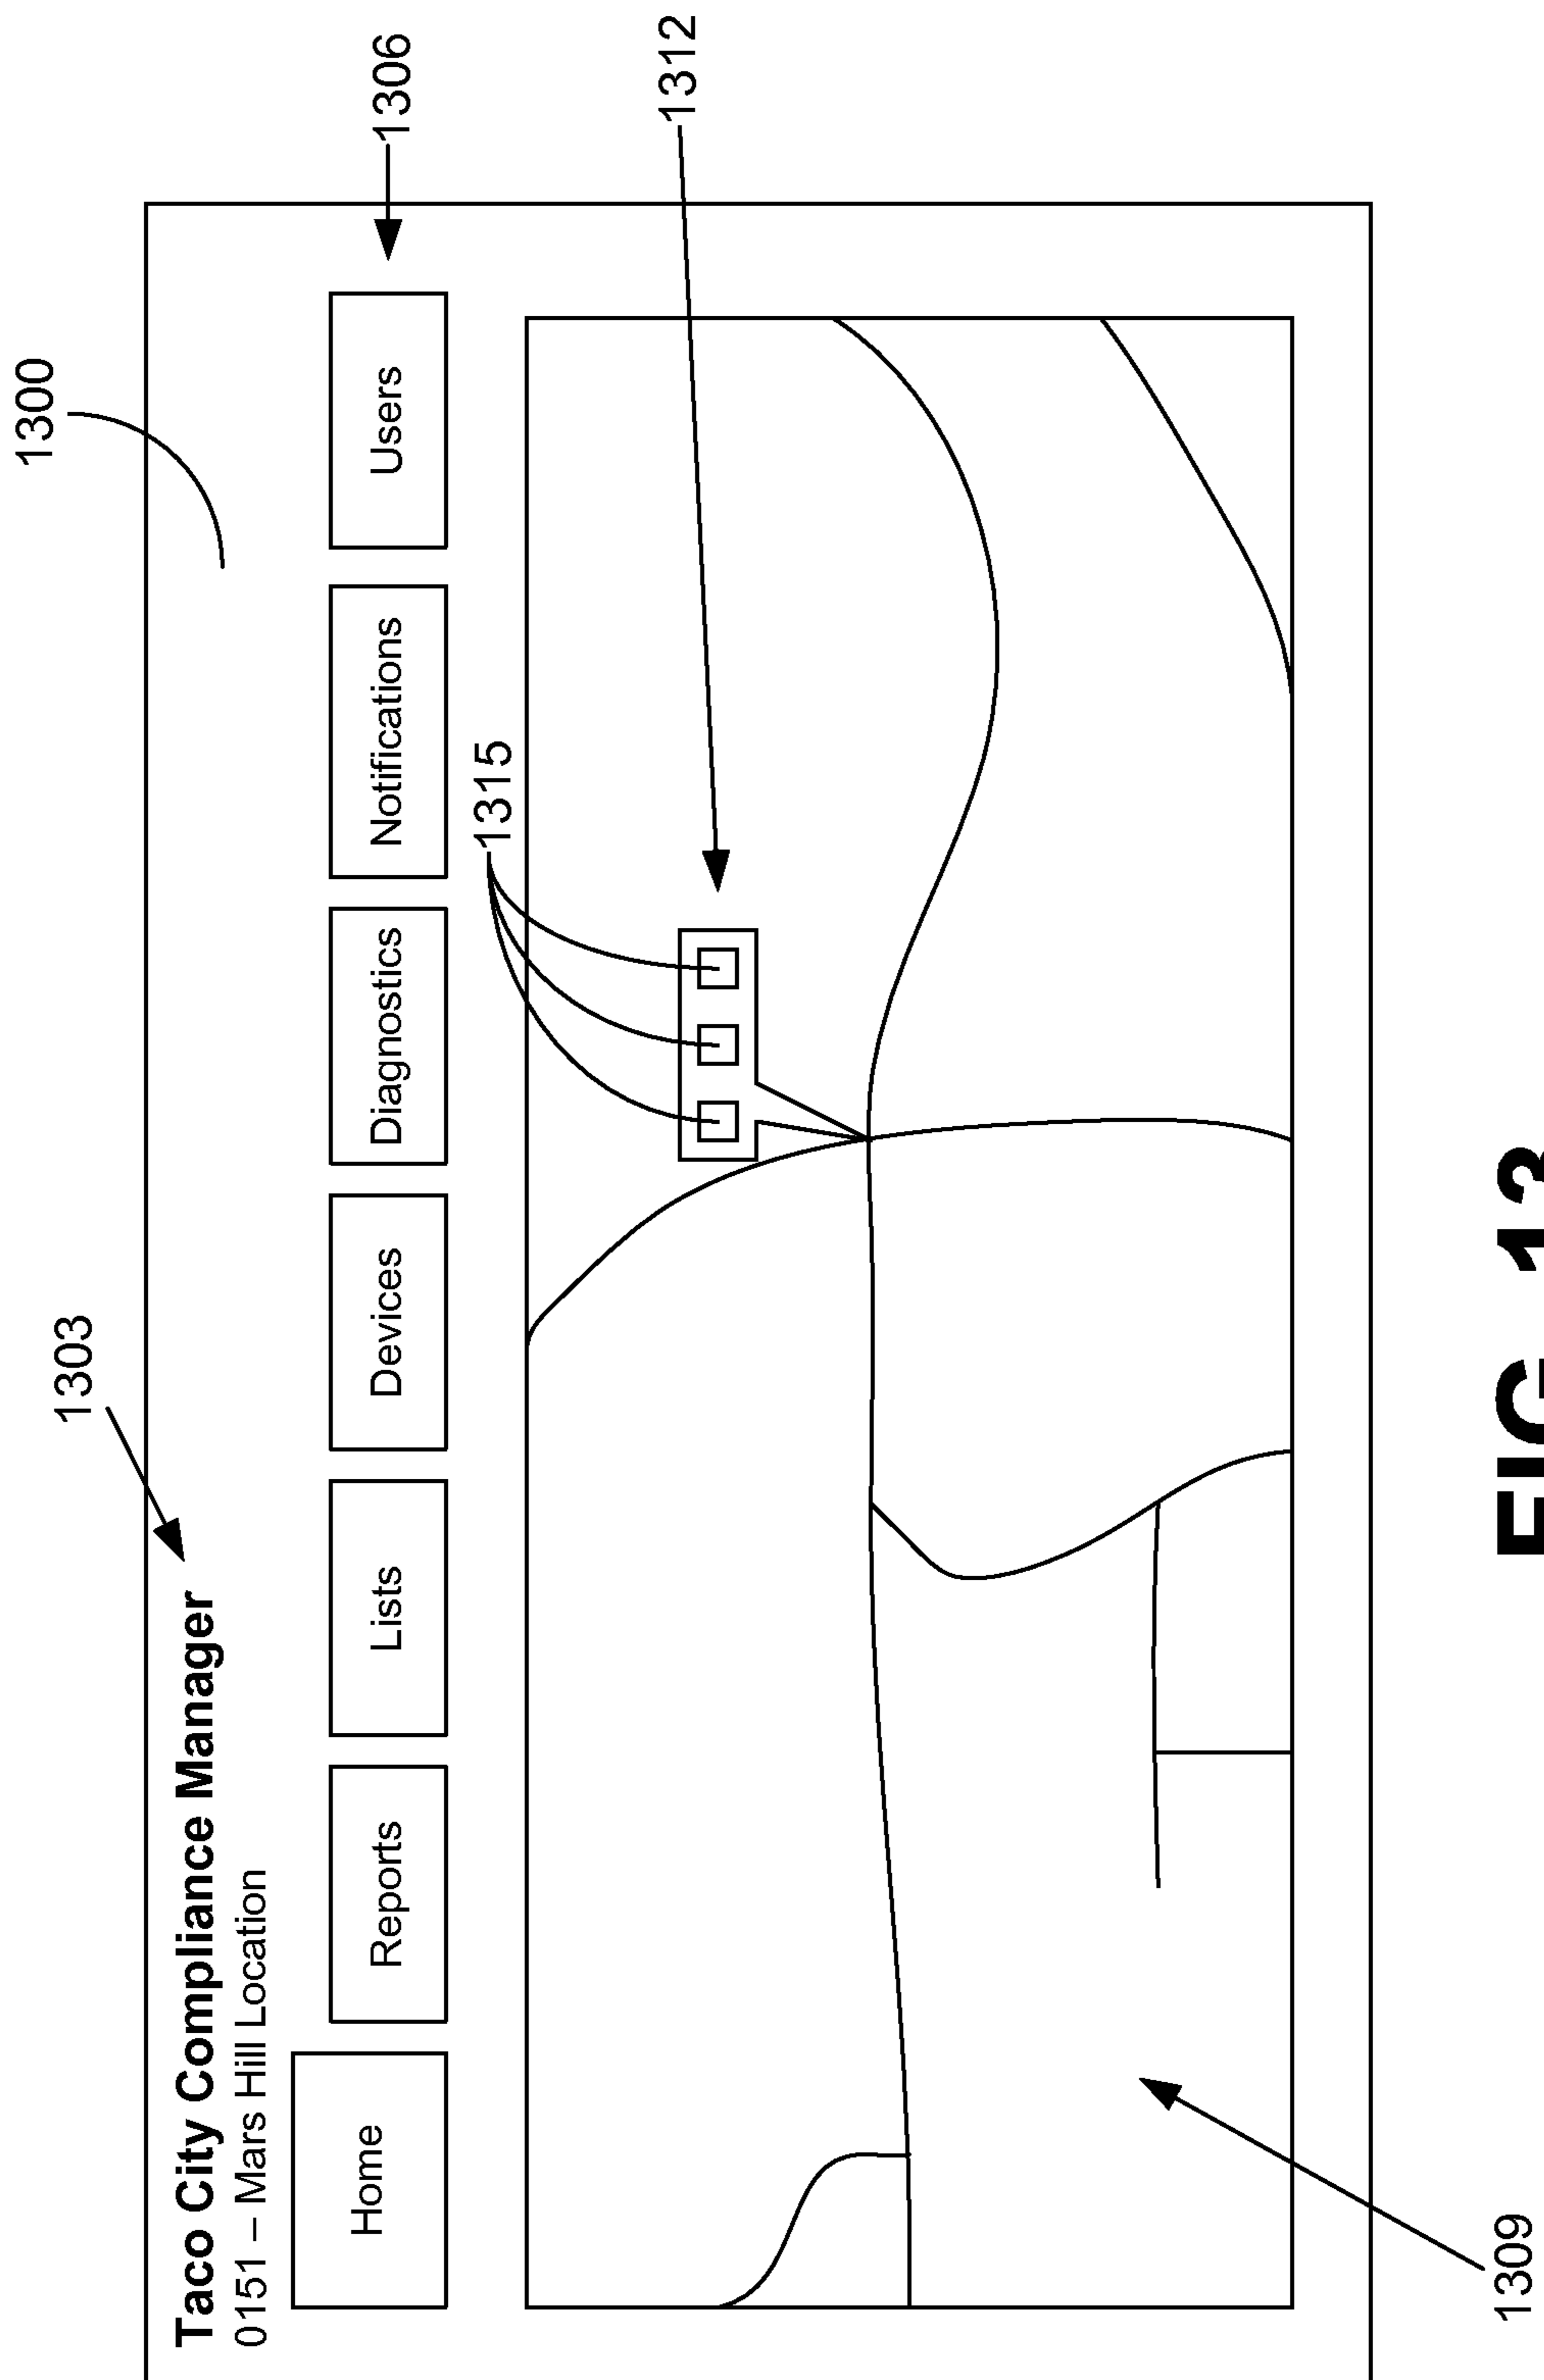 1300
1303
Taco City Compliance Manager
0151 – Mars Hill Location
1306
Home
Reports
Lists
Devices
Diagnostics
Notifications
Users
1315
1312
1309
FIG. 13